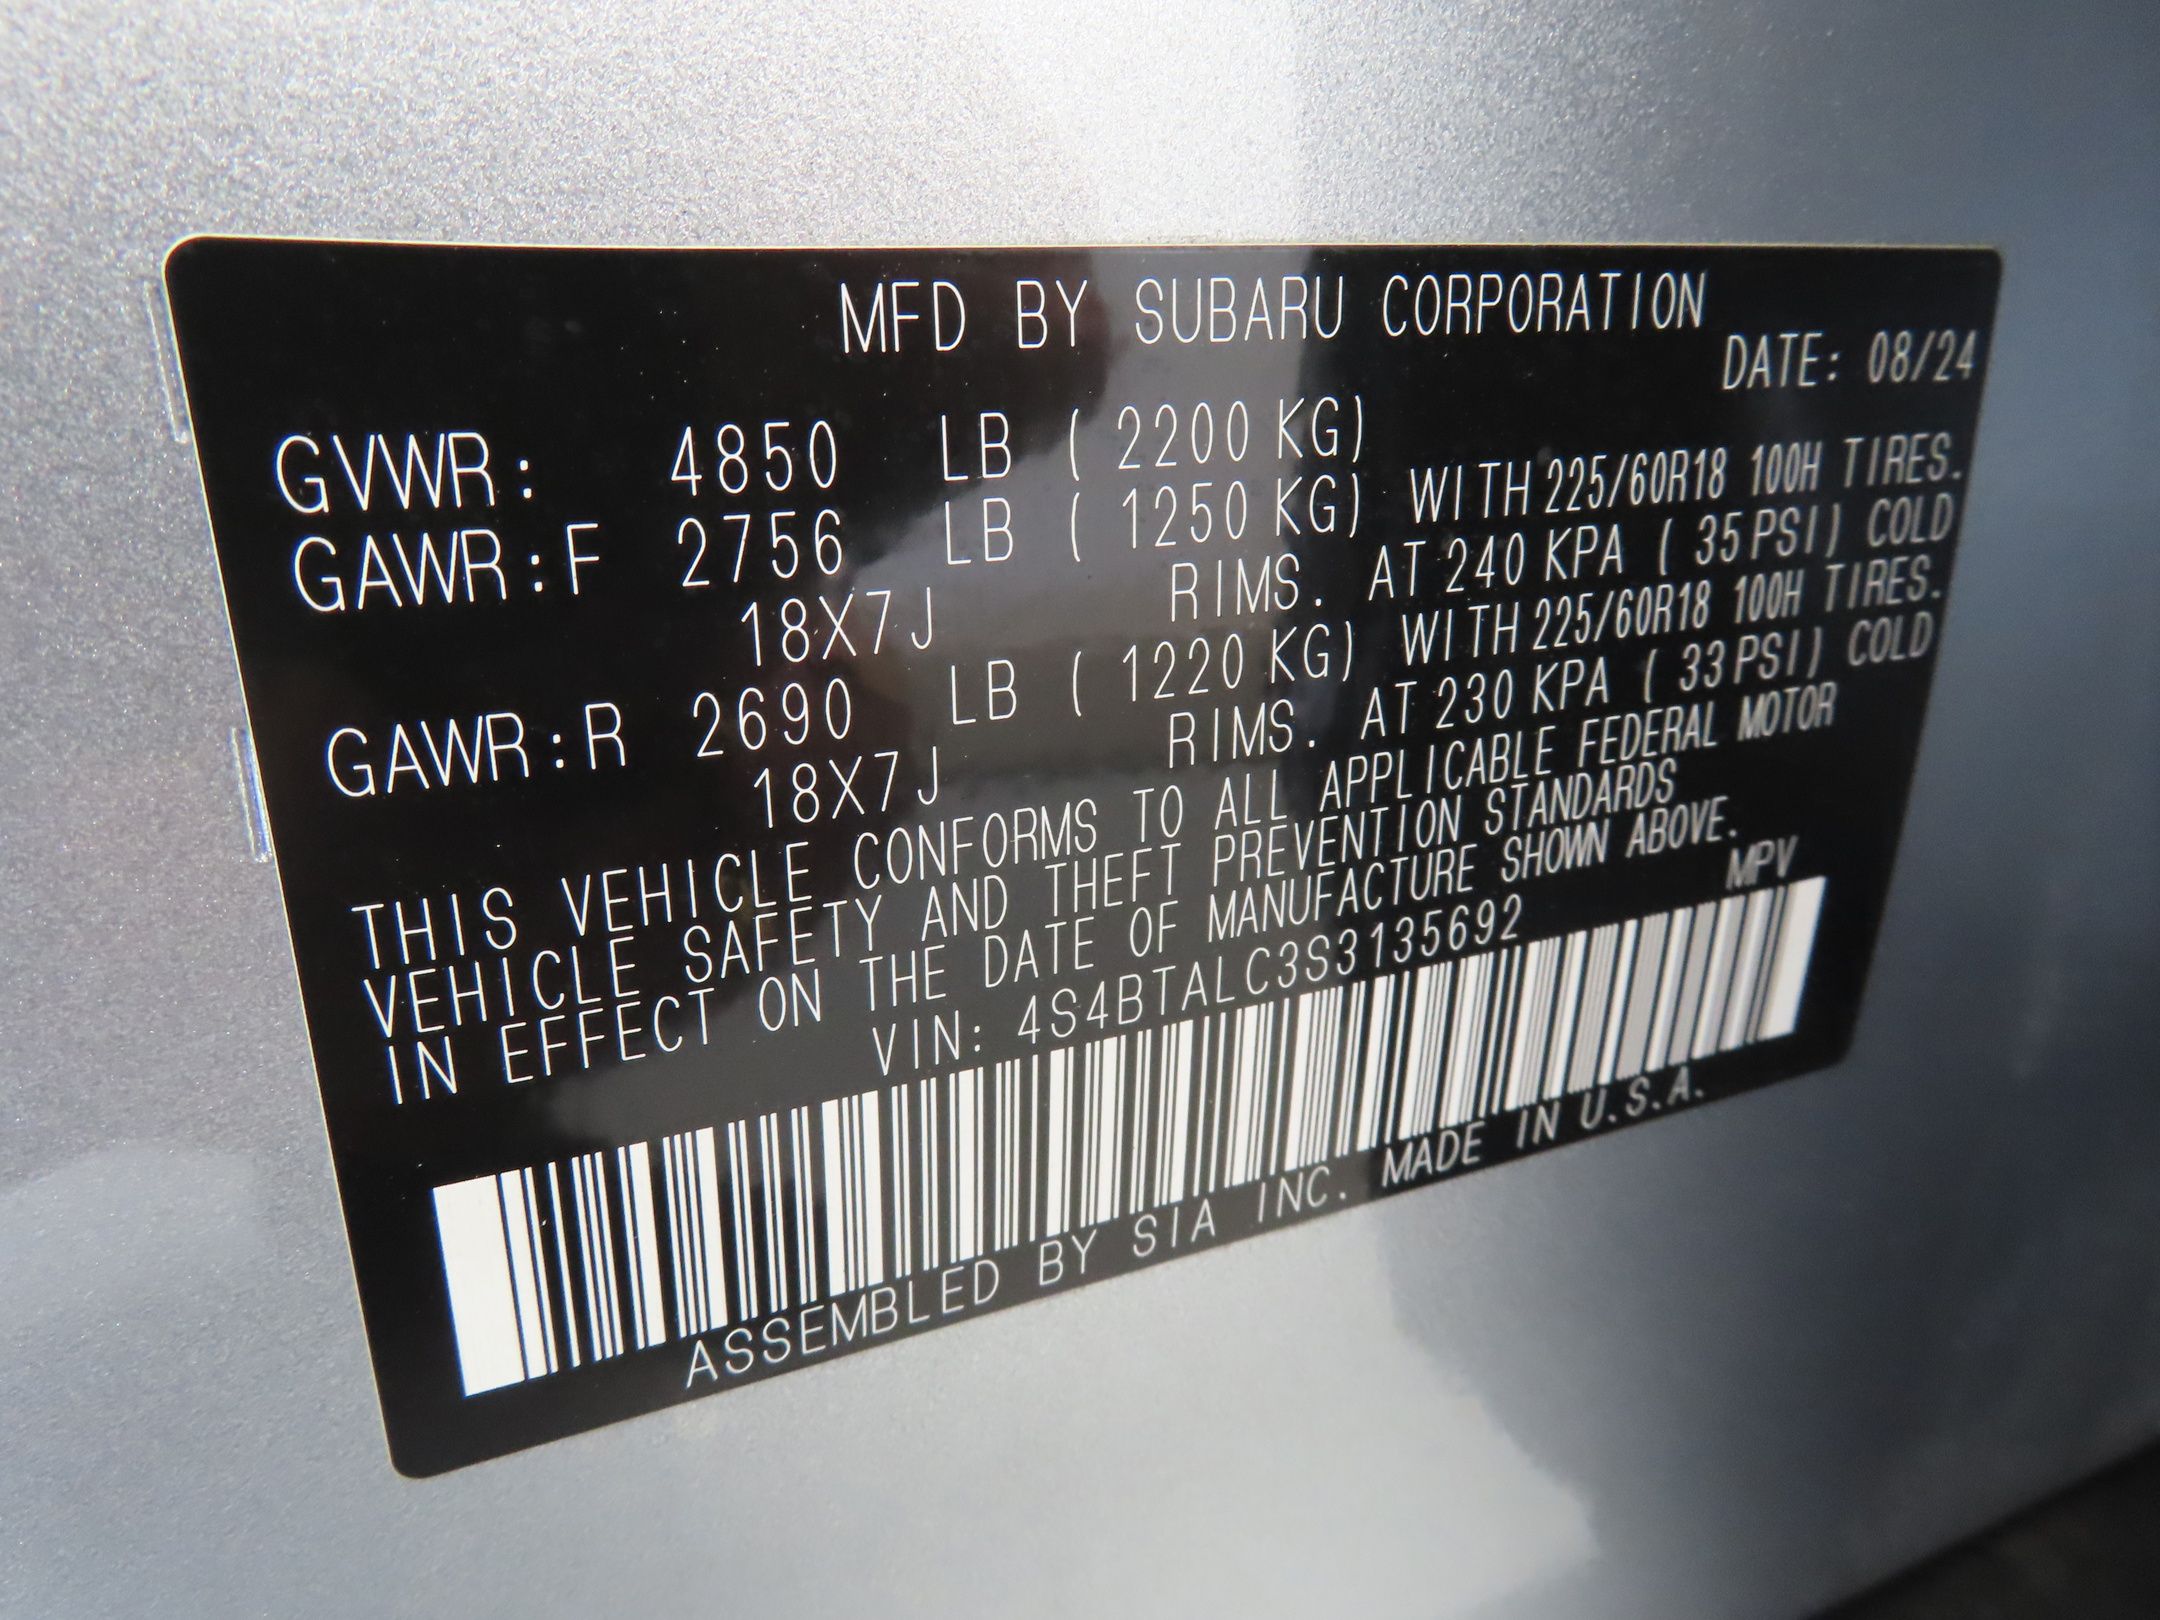 MFD BY SUBARU CORPORATION
DATE: 08/24
GVWR: 4850 LB ( 2200 KG)
GAWR:F 2756 LB ( 1250 KG) WITH 225/60R18 100H TIRES.
18X7J RIMS. AT 240 KPA ( 35 PSI) COLD
GAWR:R 2690 LB ( 1220 KG) WITH 225/60R18 100H TIRES.
18X7J RIMS. AT 230 KPA ( 33 PSI) COLD
THIS VEHICLE CONFORMS TO ALL APPLICABLE FEDERAL MOTOR
VEHICLE SAFETY AND THEFT PREVENTION STANDARDS
IN EFFECT ON THE DATE OF MANUFACTURE SHOWN ABOVE.
VIN: 4S4BTALC3S3135692 MPV
ASSEMBLED BY SIA INC. MADE IN U.S.A.